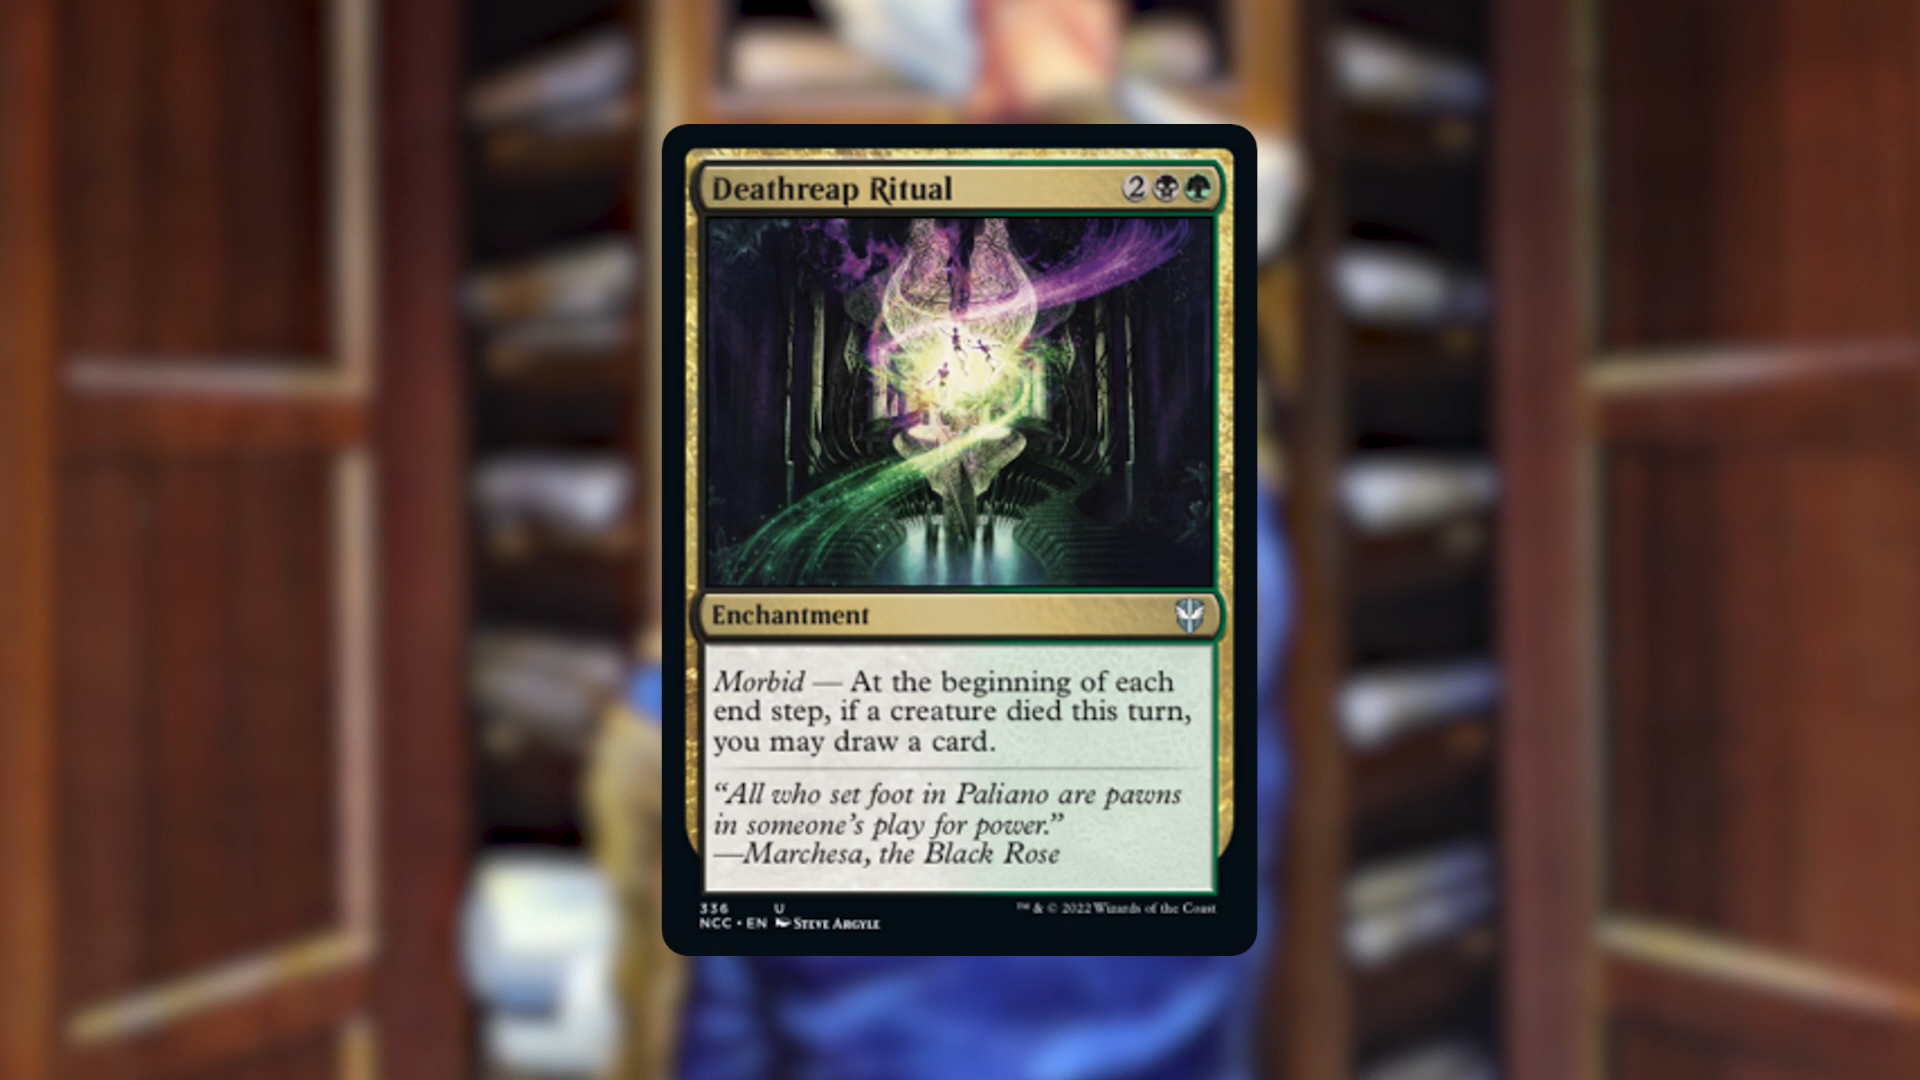 Deathreap Ritual
2
Enchantment
Morbid — At the beginning of each
end step, if a creature died this turn,
you may draw a card.
“All who set foot in Paliano are pawns
in someone’s play for power.”
—Marchesa, the Black Rose
336 U
NCC • EN Steve Argyle
™ & © 2022 Wizards of the Coast